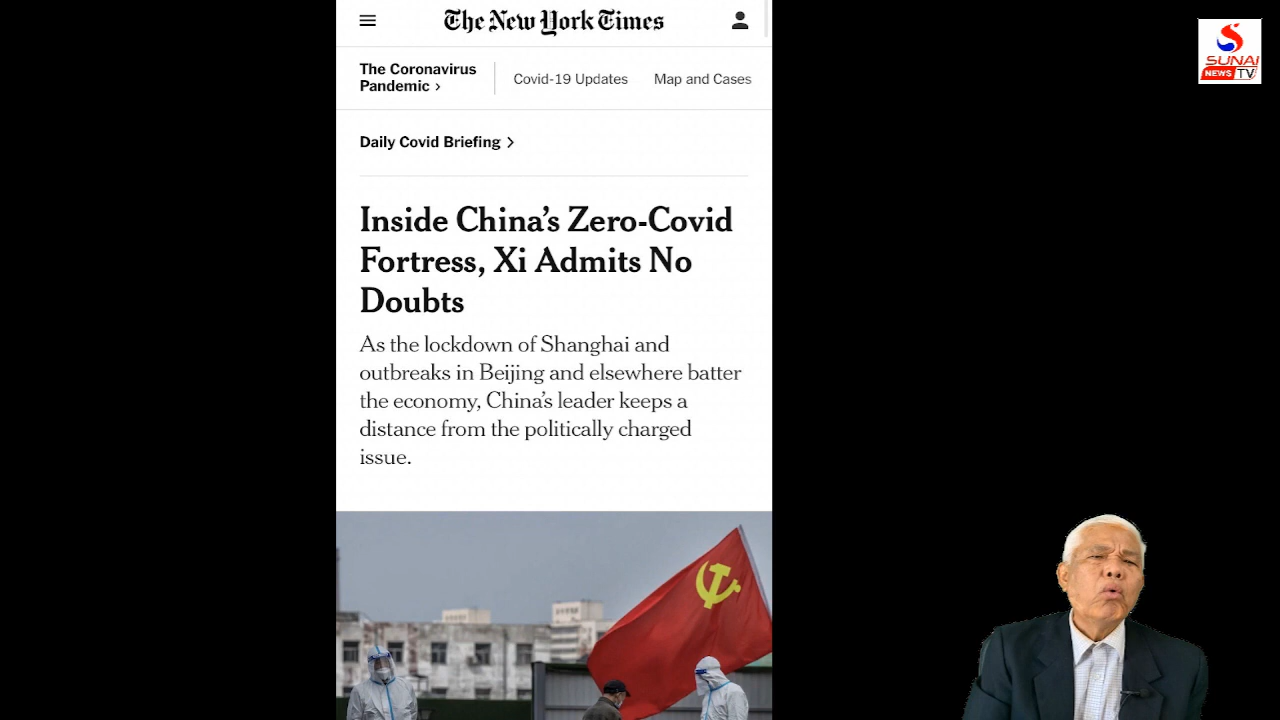 The New York Times
The Coronavirus
Pandemic >
Covid-19 Updates
Map and Cases
Daily Covid Briefing >
Inside China's Zero-Covid
Fortress, Xi Admits No
Doubts
As the lockdown of Shanghai and
outbreaks in Beijing and elsewhere batter
the economy, China's leader keeps a
distance from the politically charged
issue.
SUNAI
NEWS TV